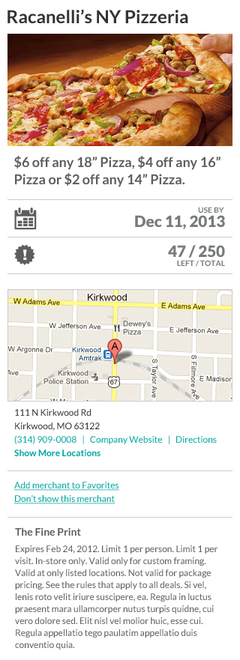 Racanelli's NY Pizzeria
$6 off any 18" Pizza, $4 off any 16"
Pizza or $2 off any 14" Pizza.
USE BY
Dec 11, 2013
47 / 250
LEFT / TOTAL
Kirkwood
W Adams Ave
E Adams Ave
W Jefferson Ave
Dewey's
Pizza
E Jefferson Ave
W Argonne Dr
A
Kirkwood
Amtrak
Kirkwood
Police Station
67
S Taylor Ave
S Fillmore
E Madison
111 N Kirkwood Rd
Kirkwood, MO 63122
(314) 909-0008 | Company Website | Directions
Show More Locations
Add merchant to Favorites
Don't show this merchant
The Fine Print
Expires Feb 24, 2012. Limit 1 per person. Limit 1 per
visit. In-store only. Valid only for custom framing.
Valid at only listed locations. Not valid for package
pricing. See the rules that apply to all deals. Si vel,
lenis roto velit iriure suscipere, ea. Regula in luctus
praesent mara ullamcorper nutus turpis quidne, cui
vero dolore sed. Elit nisl vel molior huic, esse cui.
Regula appellatio tego paulatim appellatio duis
conventio quia.